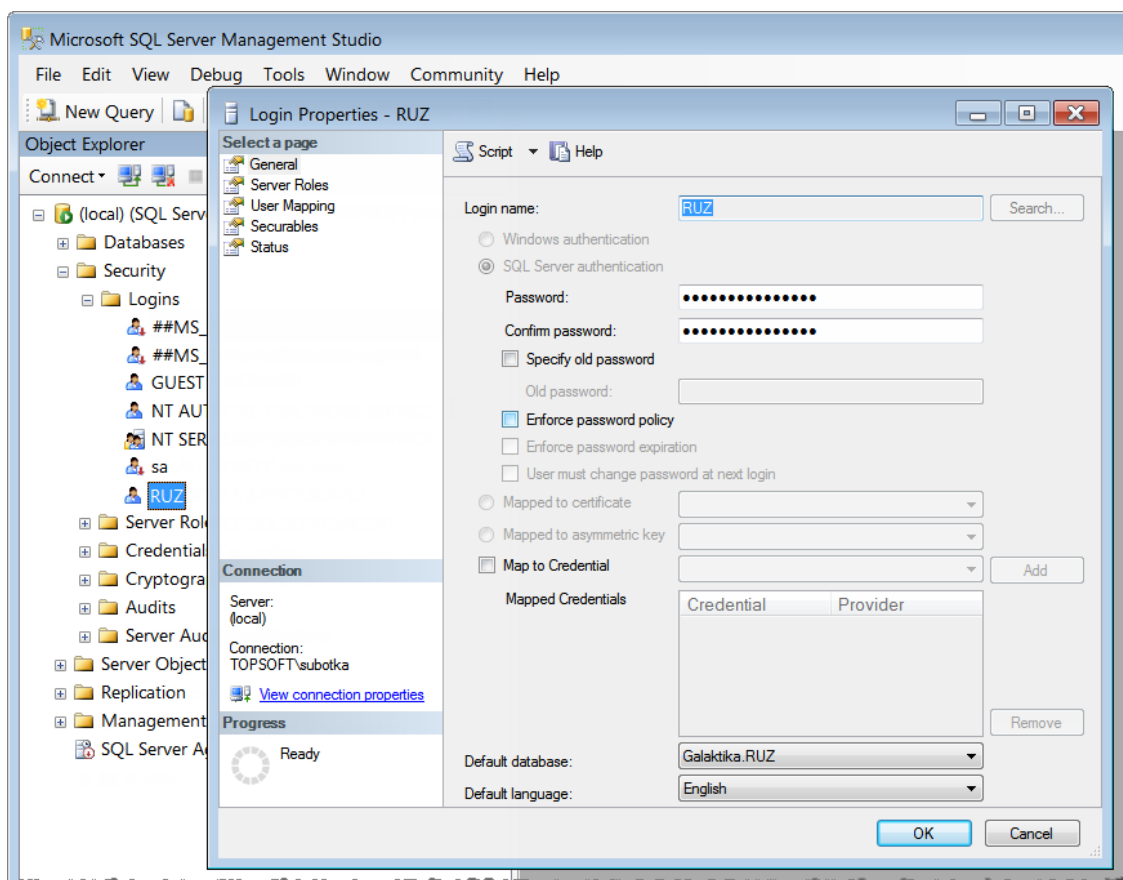 Microsoft SQL Server Management Studio
File Edit View Debug Tools Window Community Help
New Query
Object Explorer
Connect
(local) (SQL Serv
Databases
Security
Logins
##MS_
##MS_
GUEST
NT AUT
NT SER
sa
RUZ
Server Role
Credential
Cryptogra
Audits
Server Aud
Server Object
Replication
Management
SQL Server Ag
Login Properties - RUZ
Select a page
General
Server Roles
User Mapping
Securables
Status
Connection
Server:
(local)
Connection:
TOPSOFT\subotka
View connection properties
Progress
Ready
Script Help
Login name: RUZ Search...
Windows authentication
SQL Server authentication
Password: •••••••••••••••
Confirm password: •••••••••••••••
Specify old password
Old password:
Enforce password policy
Enforce password expiration
User must change password at next login
Mapped to certificate
Mapped to asymmetric key
Map to Credential Add
Mapped Credentials Credential Provider
Remove
Default database: Galaktika.RUZ
Default language: English
OK Cancel